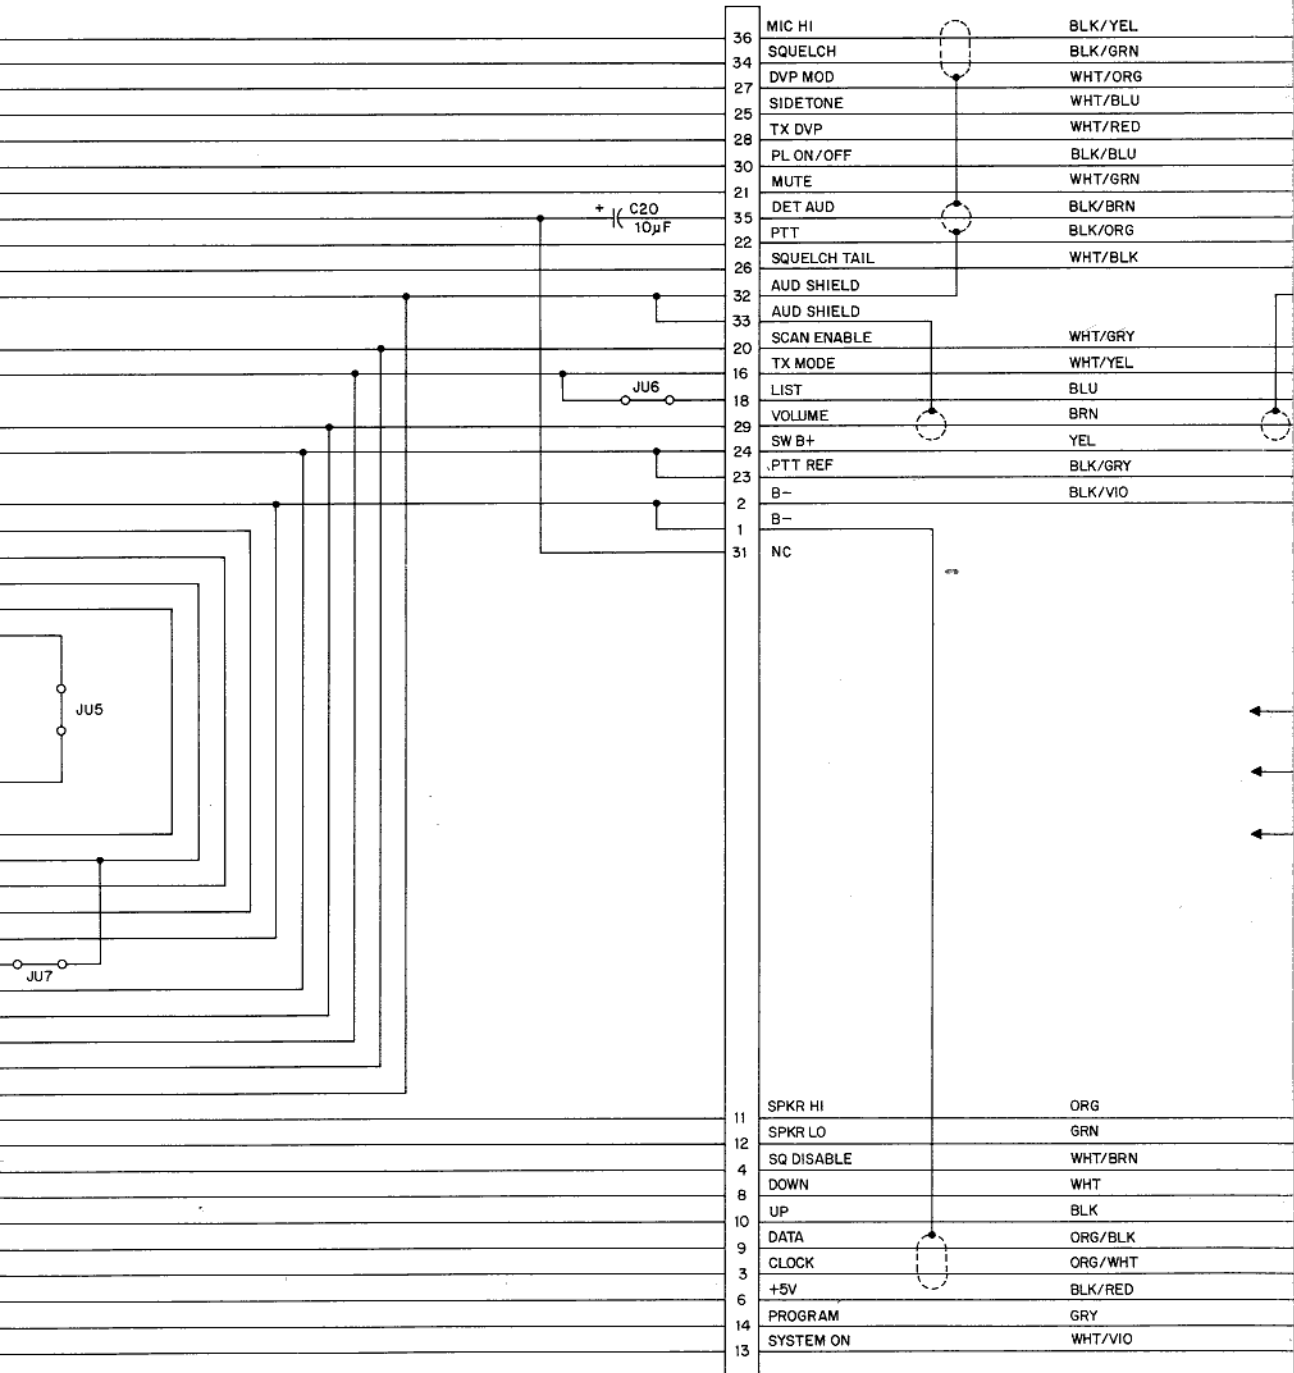 MIC HI BLK/YEL
36
SQUELCH BLK/GRN
34
DVP MOD WHT/ORG
27
SIDETONE WHT/BLU
25
TX DVP WHT/RED
28
PL ON/OFF BLK/BLU
30
MUTE WHT/GRN
21
+ C20
10μF
DET AUD BLK/BRN
35
PTT BLK/ORG
22
SQUELCH TAIL WHT/BLK
26
AUD SHIELD
32
AUD SHIELD
33
SCAN ENABLE WHT/GRY
20
TX MODE WHT/YEL
16
JU6
LIST BLU
18
VOLUME BRN
29
SW B+ YEL
24
PTT REF BLK/GRY
23
B- BLK/VIO
2
B-
1
31 NC
JU5
JU7
SPKR HI ORG
11
SPKR LO GRN
12
SQ DISABLE WHT/BRN
4
DOWN WHT
8
UP BLK
10
DATA ORG/BLK
9
CLOCK ORG/WHT
3
+5V BLK/RED
6
PROGRAM GRY
14
SYSTEM ON WHT/VIO
13